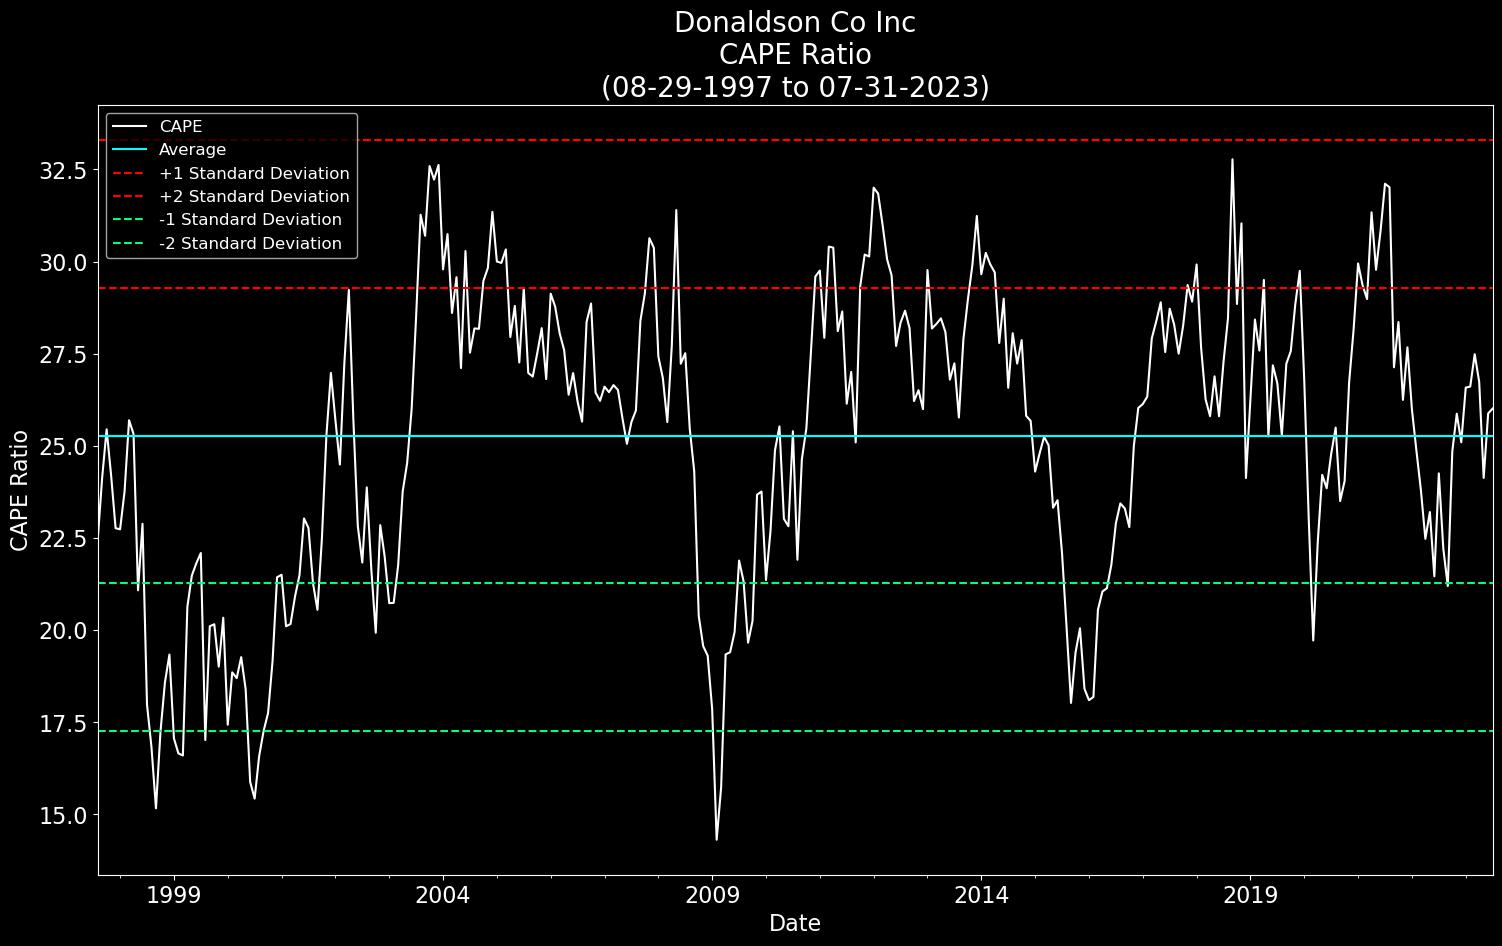 Donaldson Co Inc
CAPE Ratio
(08-29-1997 to 07-31-2023)
CAPE
Average
+1 Standard Deviation
+2 Standard Deviation
-1 Standard Deviation
-2 Standard Deviation
CAPE Ratio
32.5
30.0
27.5
25.0
22.5
20.0
17.5
15.0
1999
2004
2009
2014
2019
Date